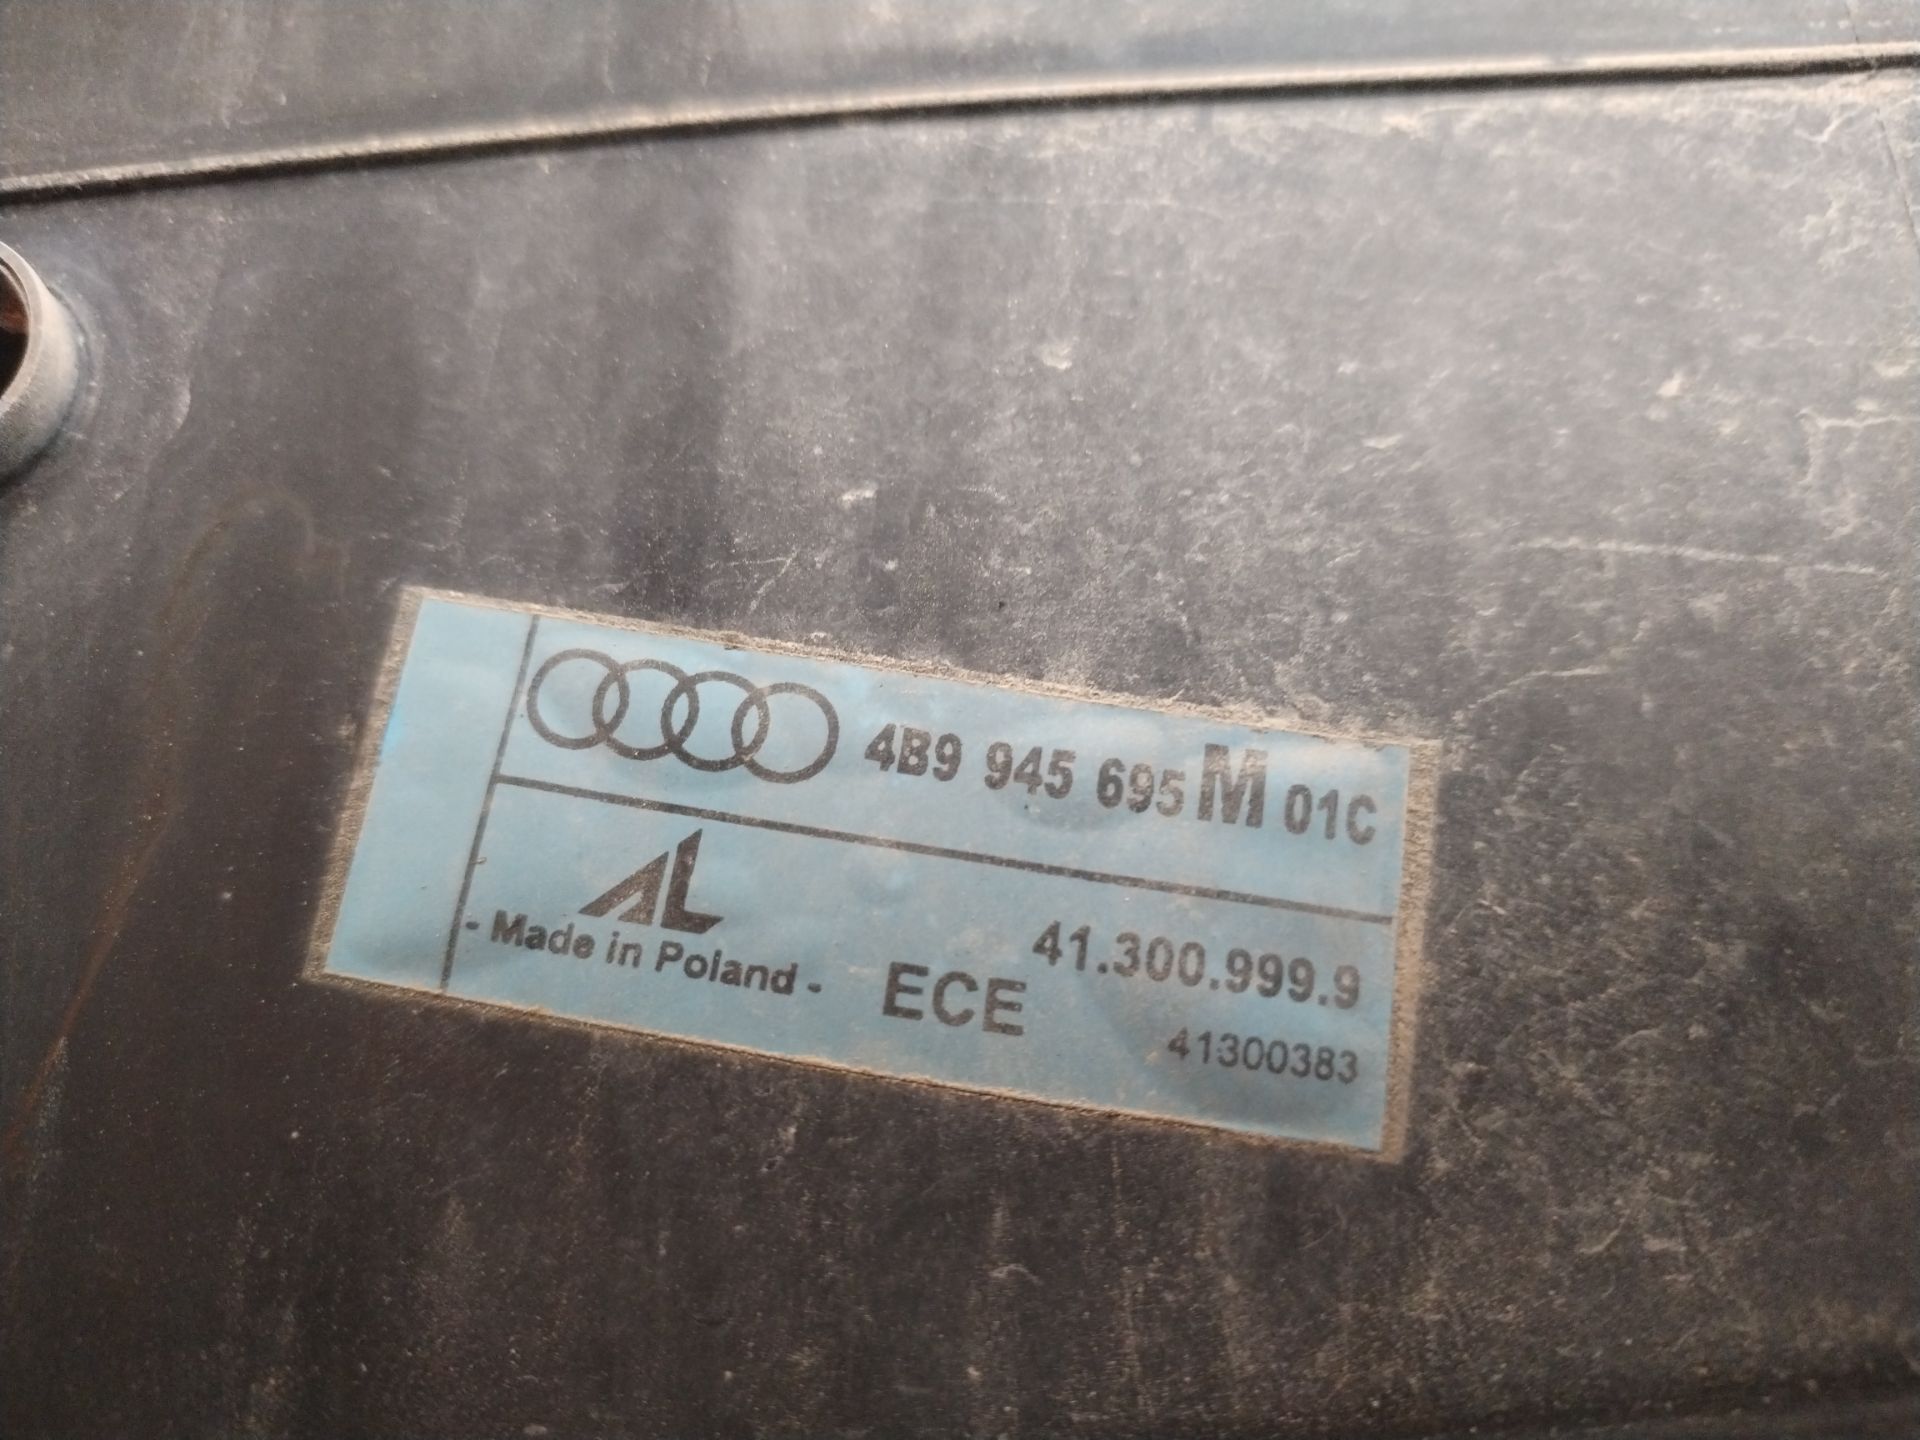 4B9 945 695 M 01C
AL
- Made in Poland -
ECE
41.300.999.9
41300383